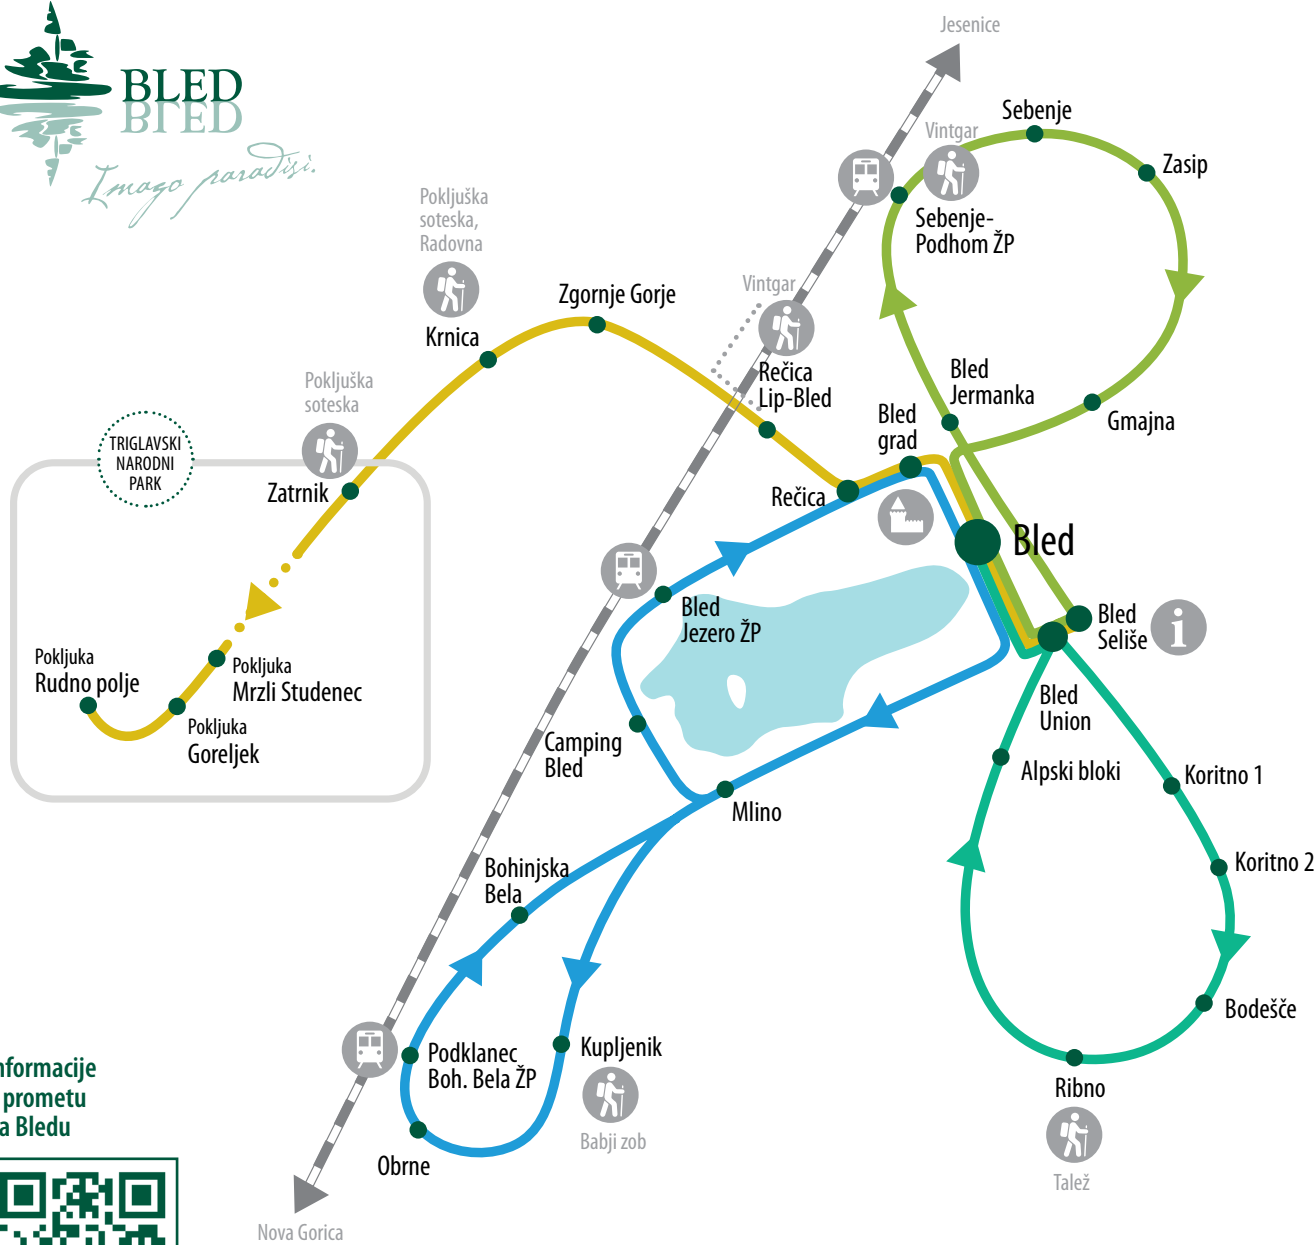 BLED
BLED
Imago paradisi.
Jesenice
Sebenje
Vintgar
Zasip
Sebenje-
Podhom ŽP
Pokljuška
soteska,
Radovna
Krnica
Zgornje Gorje
Vintgar
Rečica
Lip-Bled
Bled
Jermanka
Gmajna
Bled
grad
Rečica
Pokljuška
soteska
TRIGLAVSKI
NARODNI
PARK
Zatrnik
Bled
Bled
Jezero ŽP
Bled
Seliše
i
Bled
Union
Pokljuka
Rudno polje
Pokljuka
Mrzli Studenec
Pokljuka
Goreljek
Camping
Bled
Mlino
Alpski bloki
Koritno 1
Koritno 2
Bohinjska
Bela
Bodešče
Podklanec
Boh. Bela ŽP
Kupljenik
Babji zob
Ribno
Talež
Obrne
Nova Gorica
nformacije
prometu
a Bledu